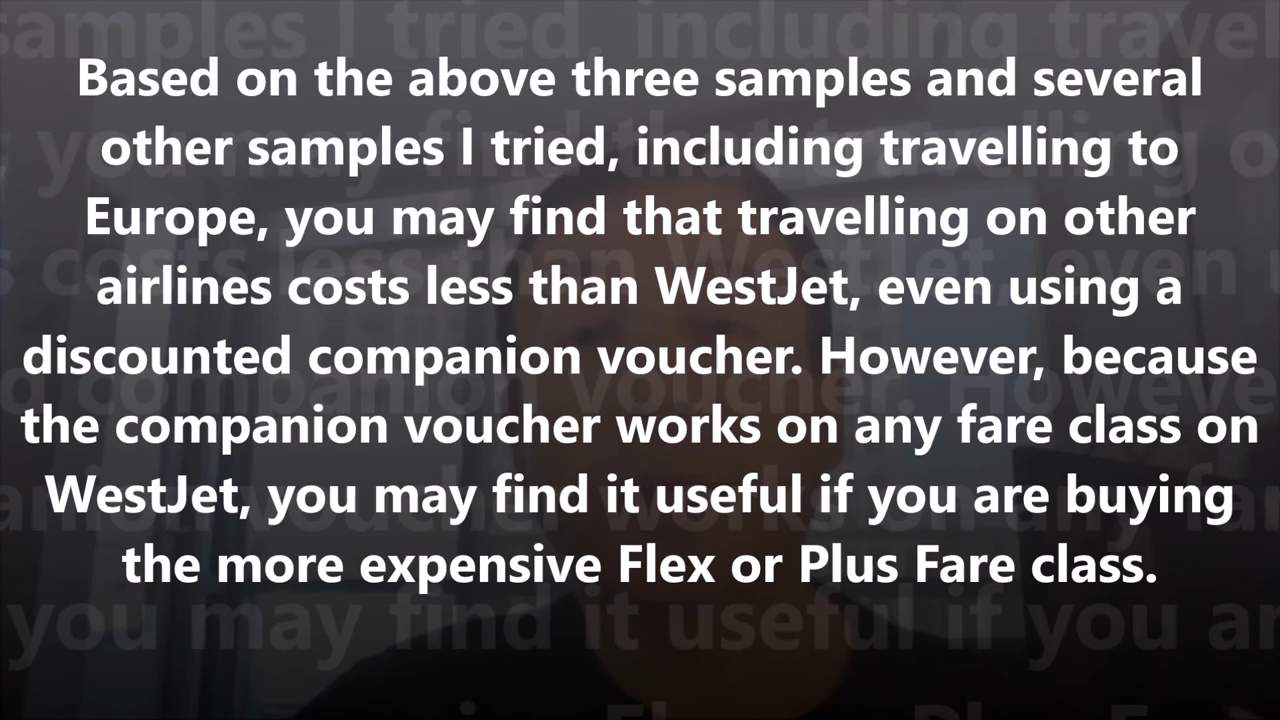 Based on the above three samples and several
other samples I tried, including travelling to
Europe, you may find that travelling on other
airlines costs less than WestJet, even using a
discounted companion voucher. However, because
the companion voucher works on any fare class on
WestJet, you may find it useful if you are buying
the more expensive Flex or Plus Fare class.